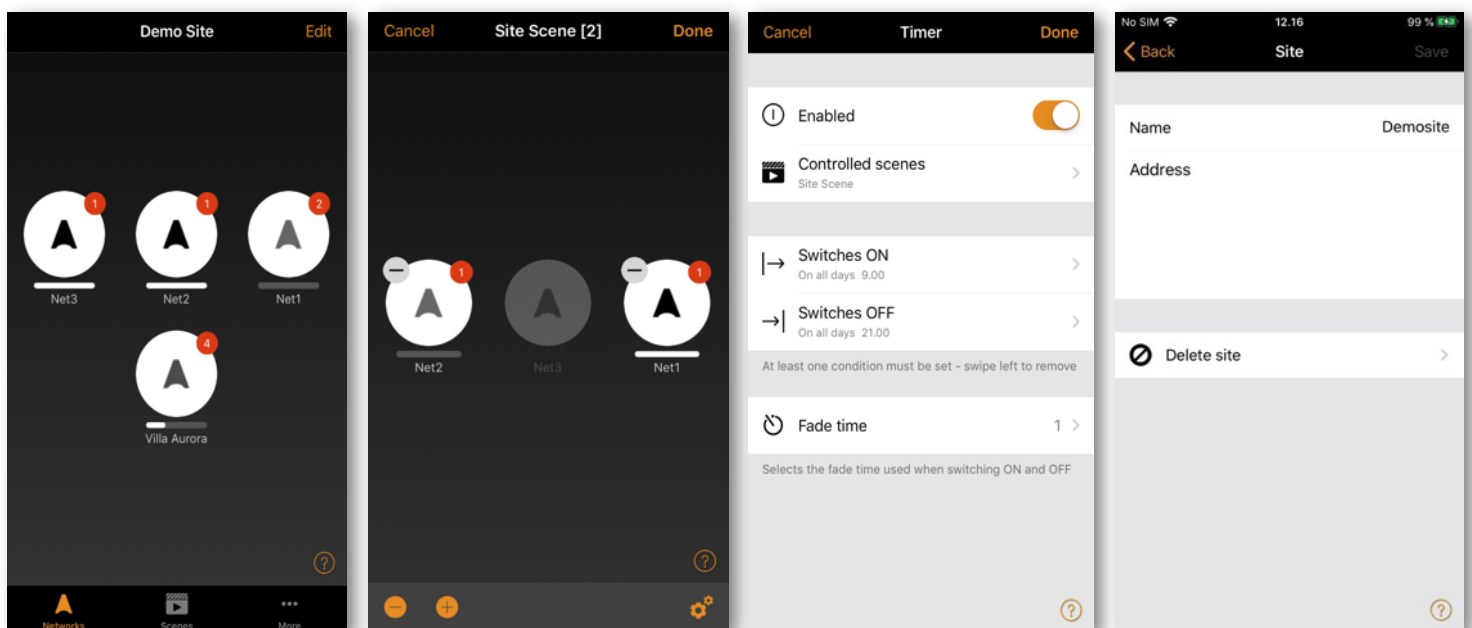 Demo Site
Edit
1
1
2
Net3
Net2
Net1
4
Villa Aurora
?
Networks
Scenes
More
Cancel
Site Scene [2]
Done
1
1
Net2
Net3
Net1
?
Cancel
Timer
Done
Enabled
Controlled scenes
Site Scene
Switches ON
On all days 9.00
Switches OFF
On all days 21.00
At least one condition must be set - swipe left to remove
Fade time
1
Selects the fade time used when switching ON and OFF
?
No SIM
12.16
99 %
Back
Site
Save
Name
Demosite
Address
Delete site
?